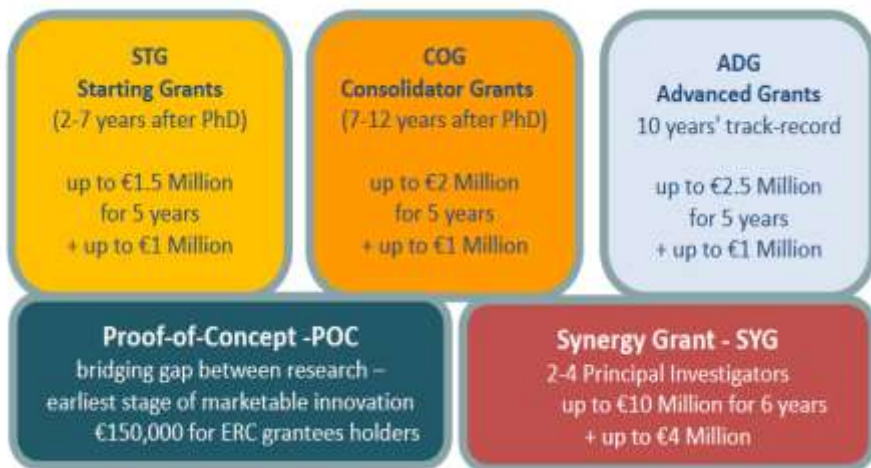 STG
Starting Grants
(2-7 years after PhD)
up to €1.5 Million
for 5 years
+ up to €1 Million
COG
Consolidator Grants
(7-12 years after PhD)
up to €2 Million
for 5 years
+ up to €1 Million
ADG
Advanced Grants
10 years' track-record
up to €2.5 Million
for 5 years
+ up to €1 Million
Proof-of-Concept -POC
bridging gap between research –
earliest stage of marketable innovation
€150,000 for ERC grantees holders
Synergy Grant - SYG
2-4 Principal Investigators
up to €10 Million for 6 years
+ up to €4 Million